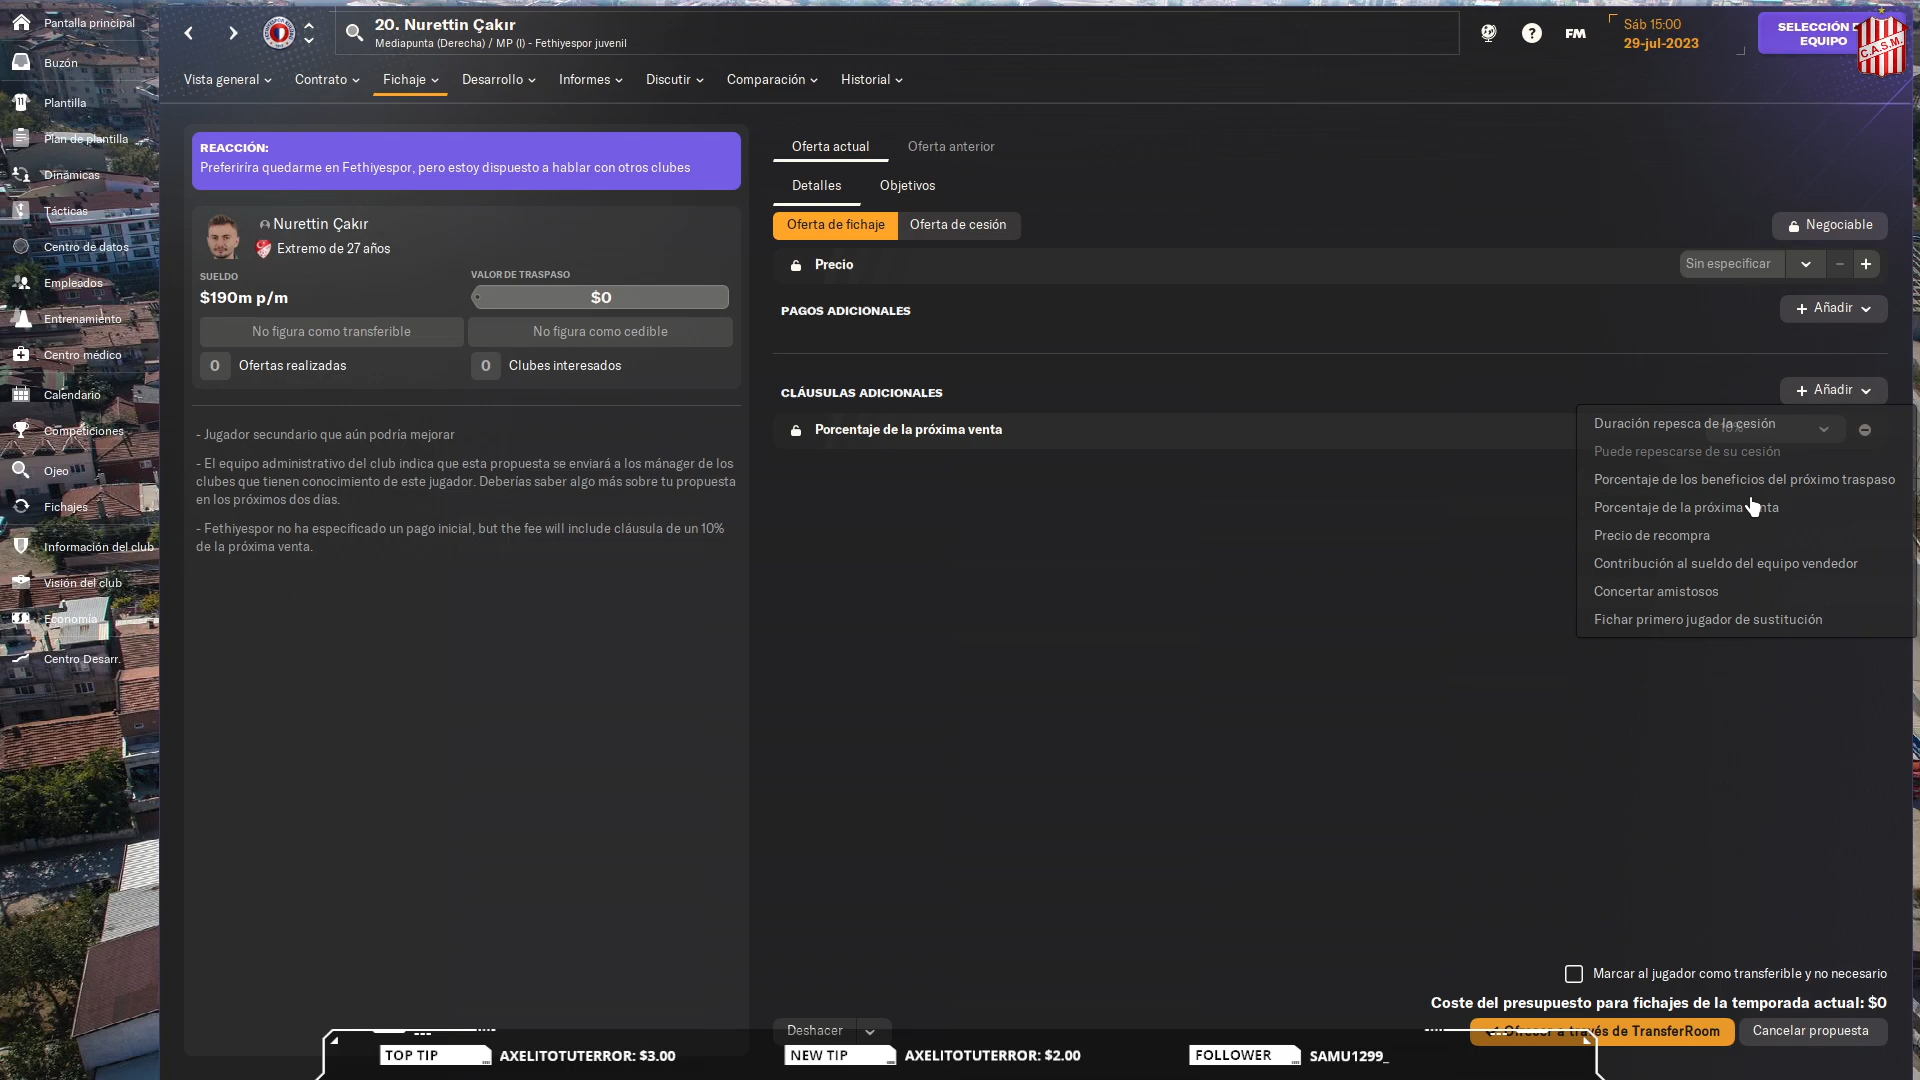 Pantalla principal
Buzón
Plantilla
Plan de plantilla
Dinámicas
Tácticas
Centro de datos
Empleados
Entrenamiento
Centro médico
Calendario
Competiciones
Ojeo
Fichajes
Información del club
Visión del club
Economía
Centro Desarr.
20. Nurettin Çakır
Mediapunta (Derecha) / MP (I) - Fethiyespor juvenil
FM
Sáb 15:00
29-jul-2023
SELECCIÓN
EQUIPO
C.A.S.M.
Vista general
Contrato
Fichaje
Desarrollo
Informes
Discutir
Comparación
Historial
REACCIÓN:
Preferiríra quedarme en Fethiyespor, pero estoy dispuesto a hablar con otros clubes
Nurettin Çakır
Extremo de 27 años
SUELDO
$190m p/m
VALOR DE TRASPASO
$0
No figura como transferible
No figura como cedible
0 Ofertas realizadas
0 Clubes interesados
- Jugador secundario que aún podría mejorar
- El equipo administrativo del club indica que esta propuesta se enviará a los mánager de los
clubes que tienen conocimiento de este jugador. Deberías saber algo más sobre tu propuesta
en los próximos dos días.
- Fethiyespor no ha especificado un pago inicial, but the fee will include cláusula de un 10%
de la próxima venta.
Oferta actual
Oferta anterior
Detalles
Objetivos
Oferta de fichaje
Oferta de cesión
Negociable
Precio
Sin especificar
PAGOS ADICIONALES
Añadir
CLÁUSULAS ADICIONALES
Añadir
Porcentaje de la próxima venta
Duración repesca de la cesión
Puede repescarse de su cesión
Porcentaje de los beneficios del próximo traspaso
Porcentaje de la próxima venta
Precio de recompra
Contribución al sueldo del equipo vendedor
Concertar amistosos
Fichar primero jugador de sustitución
Marcar al jugador como transferible y no necesario
Coste del presupuesto para fichajes de la temporada actual: $0
Deshacer
Ofrecer a través de TransferRoom
Cancelar propuesta
TOP TIP
AXELITOTUTERROR: $3.00
NEW TIP
AXELITOTUTERROR: $2.00
FOLLOWER
SAMU1299_